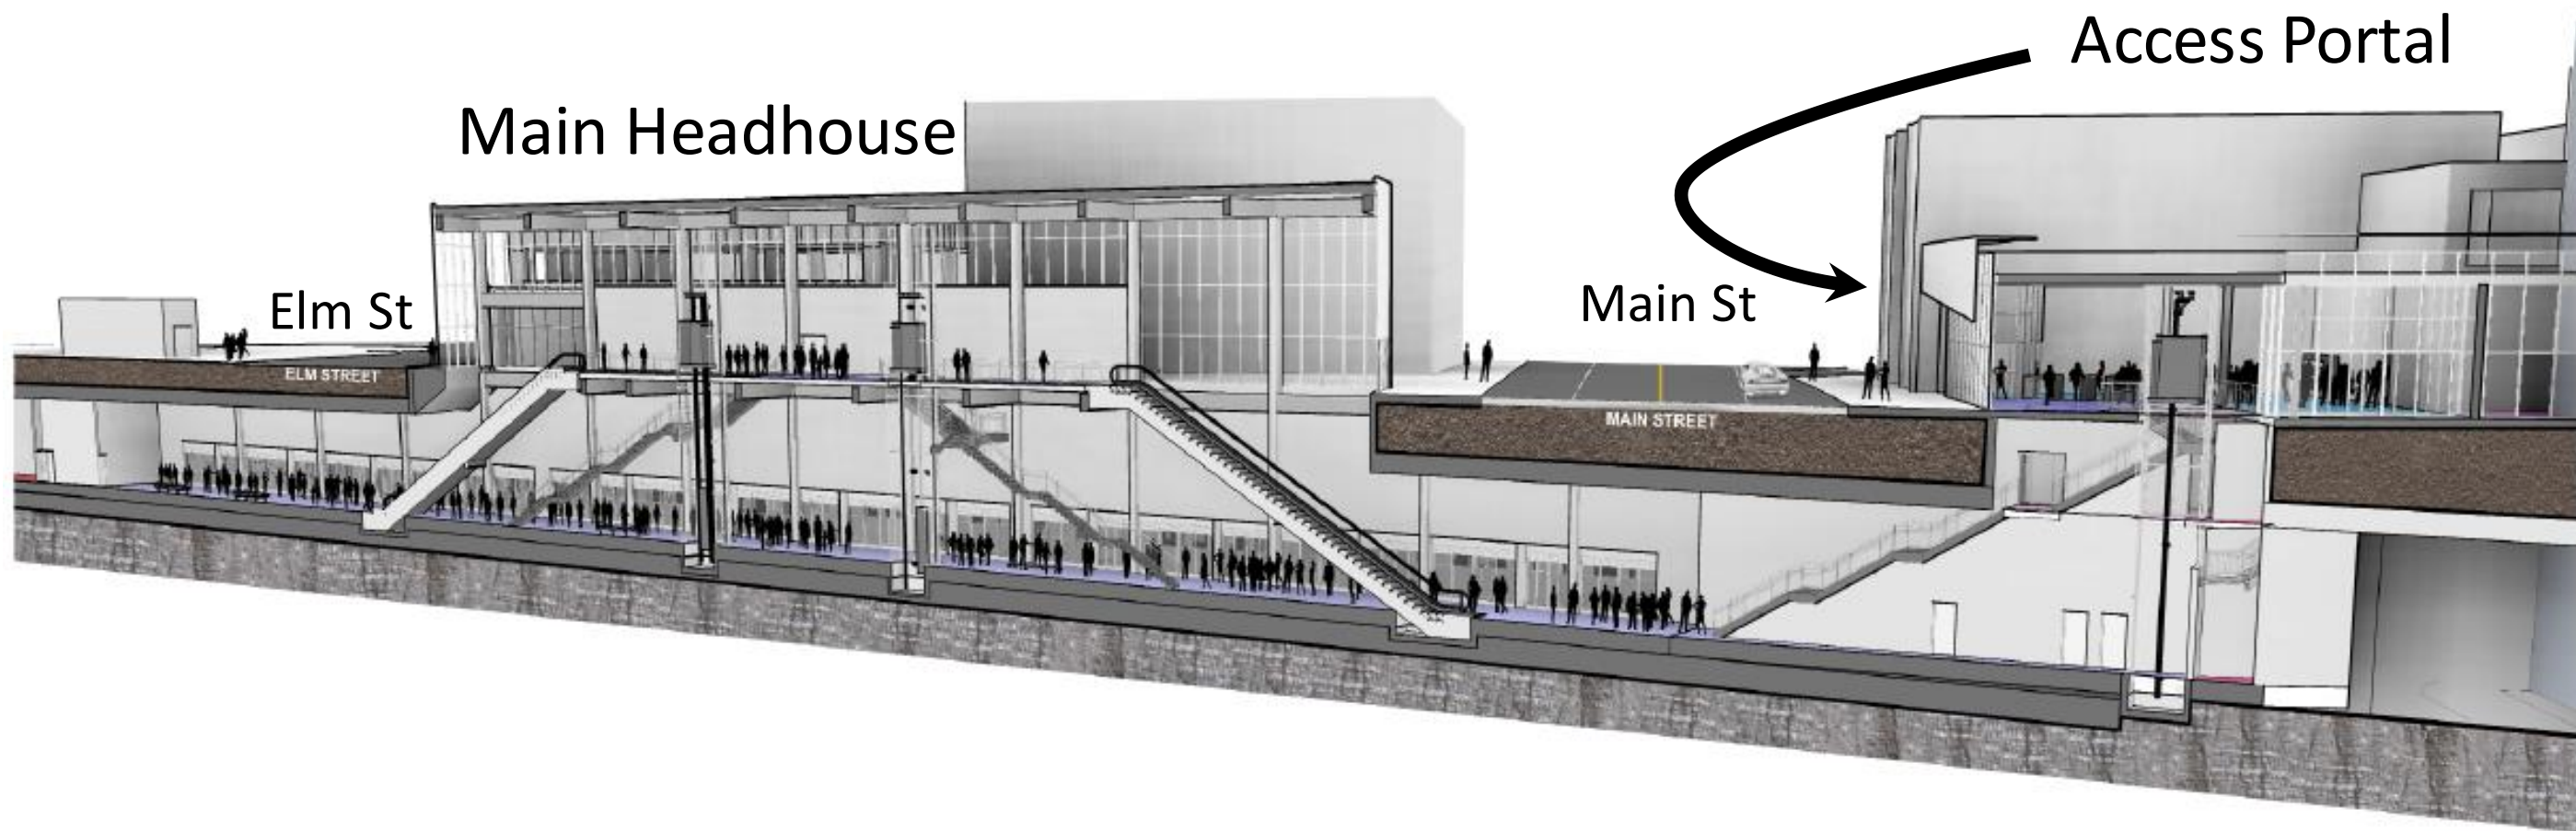 Access Portal
Main Headhouse
Elm St
Main St
ELM STREET
MAIN STREET